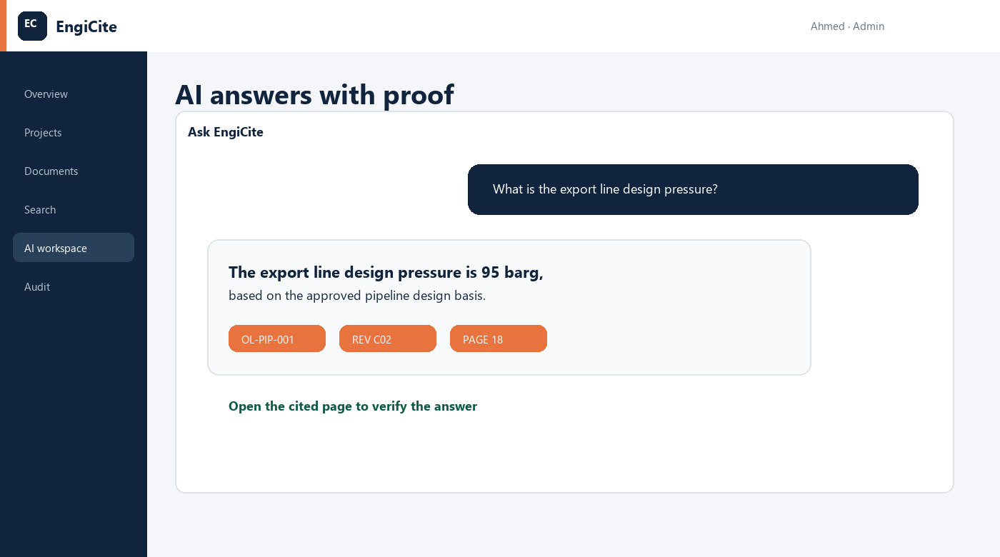 EC
EngiCite
Ahmed · Admin
Overview
Projects
Documents
Search
AI workspace
Audit
AI answers with proof
Ask EngiCite
What is the export line design pressure?
The export line design pressure is 95 barg,
based on the approved pipeline design basis.
OL-PIP-001
REV C02
PAGE 18
Open the cited page to verify the answer